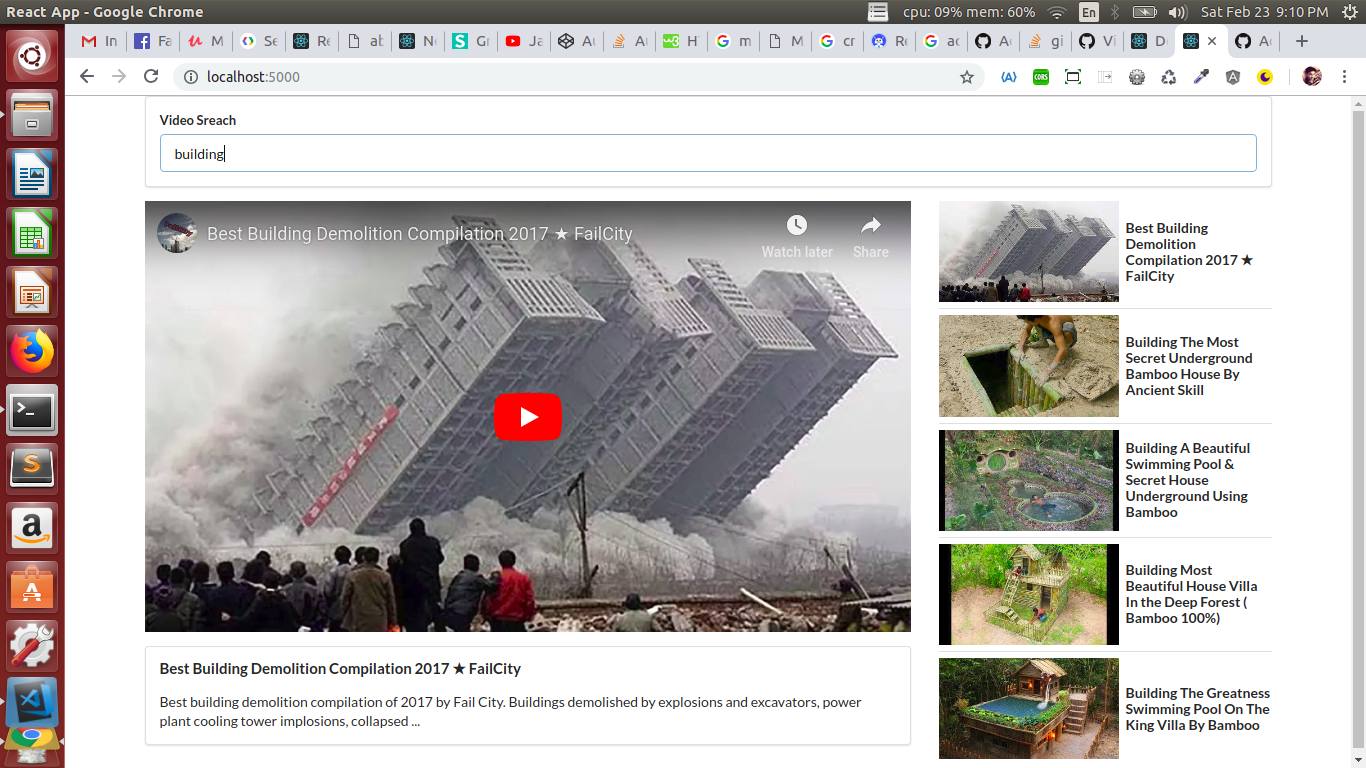 React App - Google Chrome
cpu: 09% mem: 60%
En
Sat Feb 23 9:10 PM
In
Fa
M
Se
Re
ab
Ne
Gr
Ja
Au
Au
H
m
M
cr
Re
ac
A
gi
Vi
D
Ac
localhost:5000
(A)
CORS
Video Sreach
building
Best Building Demolition Compilation 2017 ★ FailCity
Watch later
Share
Best Building Demolition Compilation 2017 ★ FailCity
Best building demolition compilation of 2017 by Fail City. Buildings demolished by explosions and excavators, power
plant cooling tower implosions, collapsed ...
Best Building
Demolition
Compilation 2017 ★
FailCity
Building The Most
Secret Underground
Bamboo House By
Ancient Skill
Building A Beautiful
Swimming Pool &
Secret House
Underground Using
Bamboo
Building Most
Beautiful House Villa
In the Deep Forest (
Bamboo 100%)
Building The Greatness
Swimming Pool On The
King Villa By Bamboo